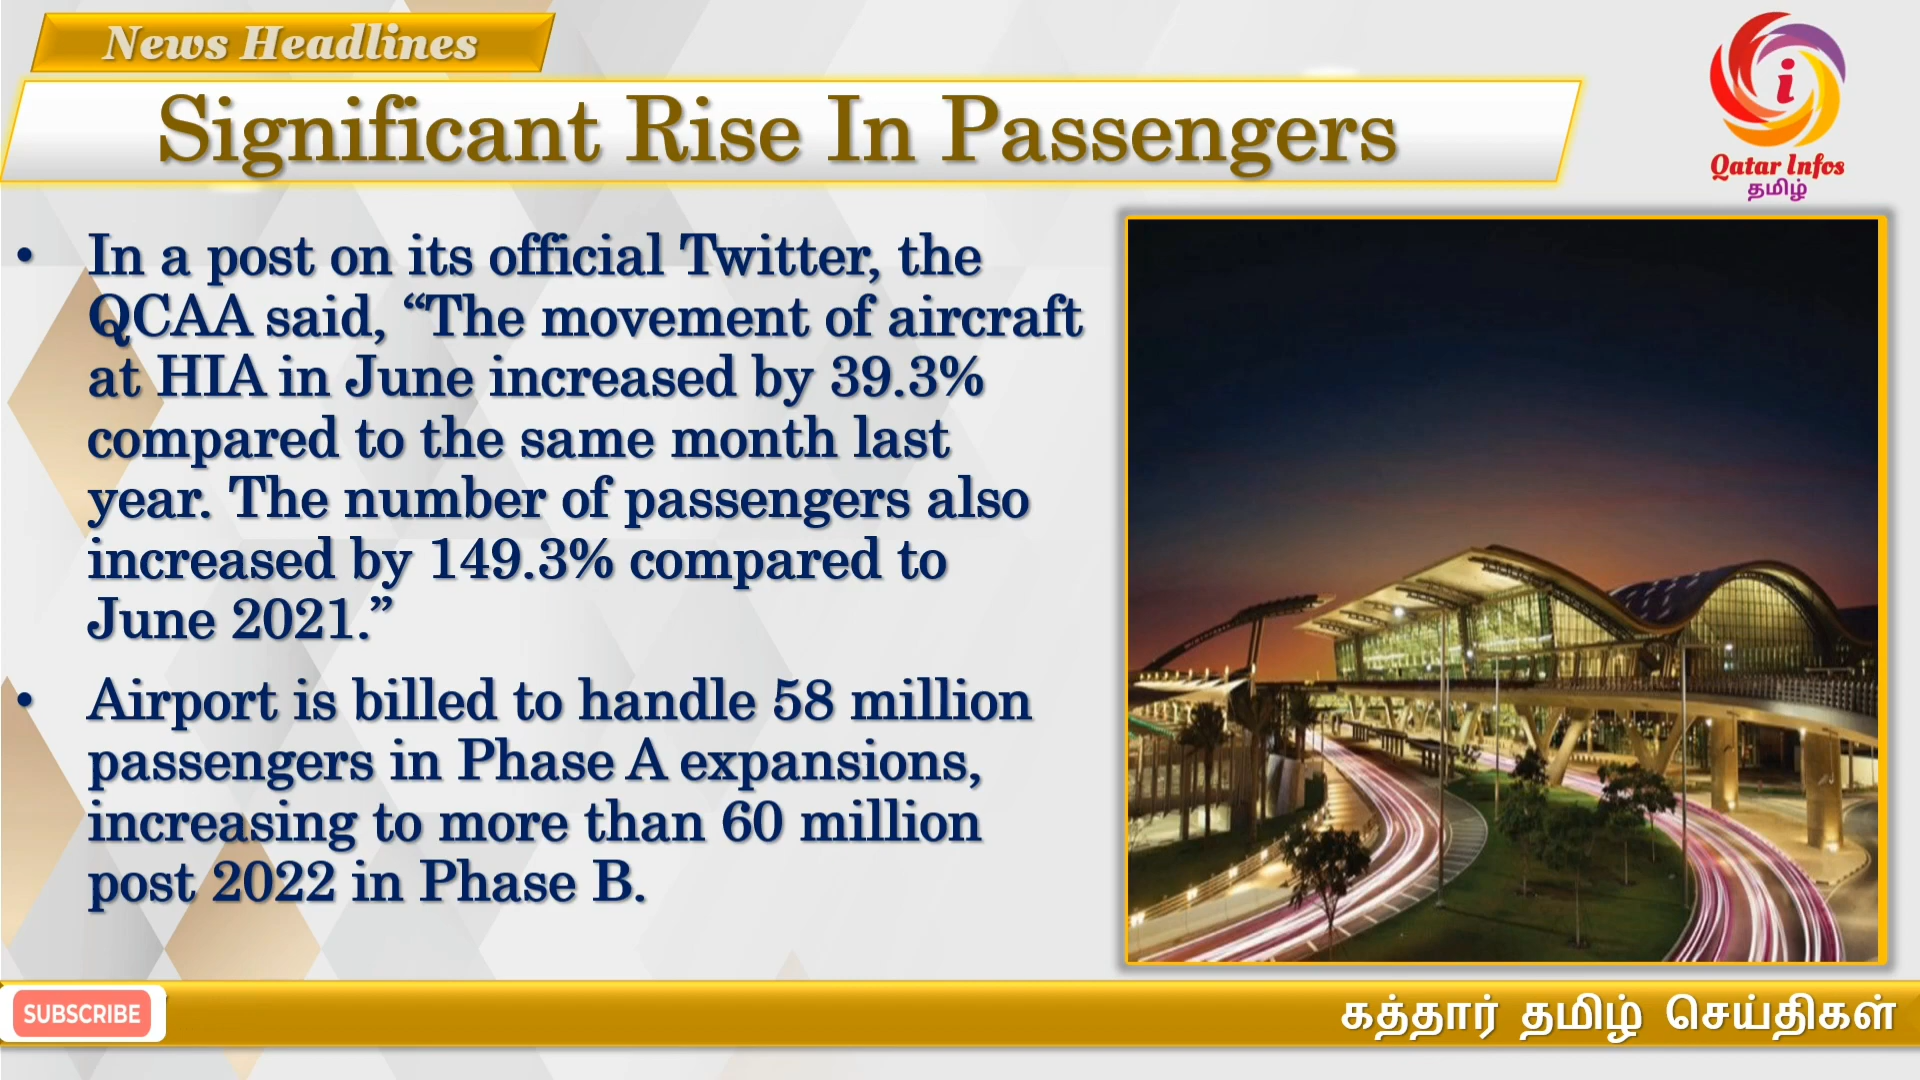 News Headlines
Significant Rise In Passengers
i
Qatar Infos
தமிழ்
• In a post on its official Twitter, the
QCAA said, “The movement of aircraft
at HIA in June increased by 39.3%
compared to the same month last
year. The number of passengers also
increased by 149.3% compared to
June 2021.”
• Airport is billed to handle 58 million
passengers in Phase A expansions,
increasing to more than 60 million
post 2022 in Phase B.
SUBSCRIBE
கத்தார் தமிழ் செய்திகள்